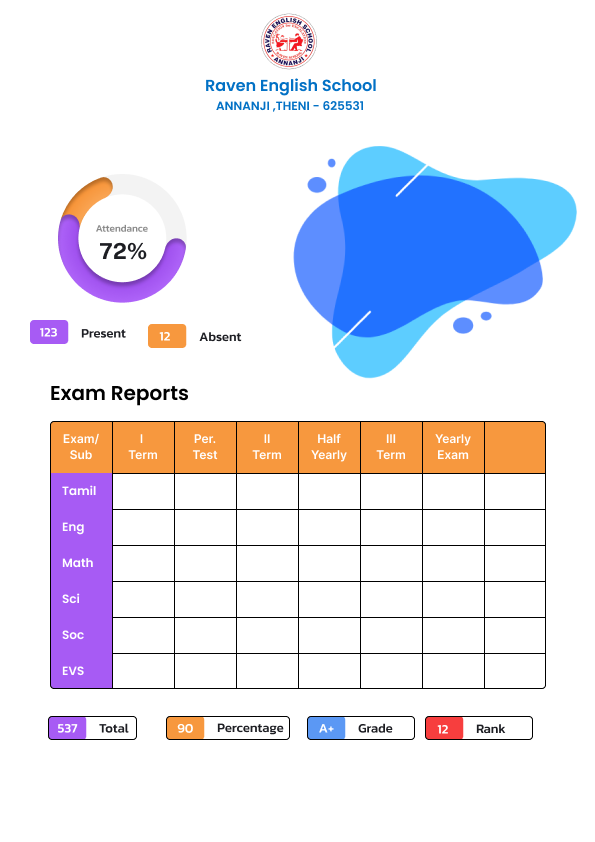 RAVEN ENGLISH SCHOOL
ANNANJI
Raven English School
ANNANJI ,THENI - 625531
Attendance
72%
123 Present 12 Absent
Exam Reports
Exam/ I Per. II Half III Yearly
Sub Term Test Term Yearly Term Exam
Tamil
Eng
Math
Sci
Soc
EVS
537 Total 90 Percentage A+ Grade 12 Rank